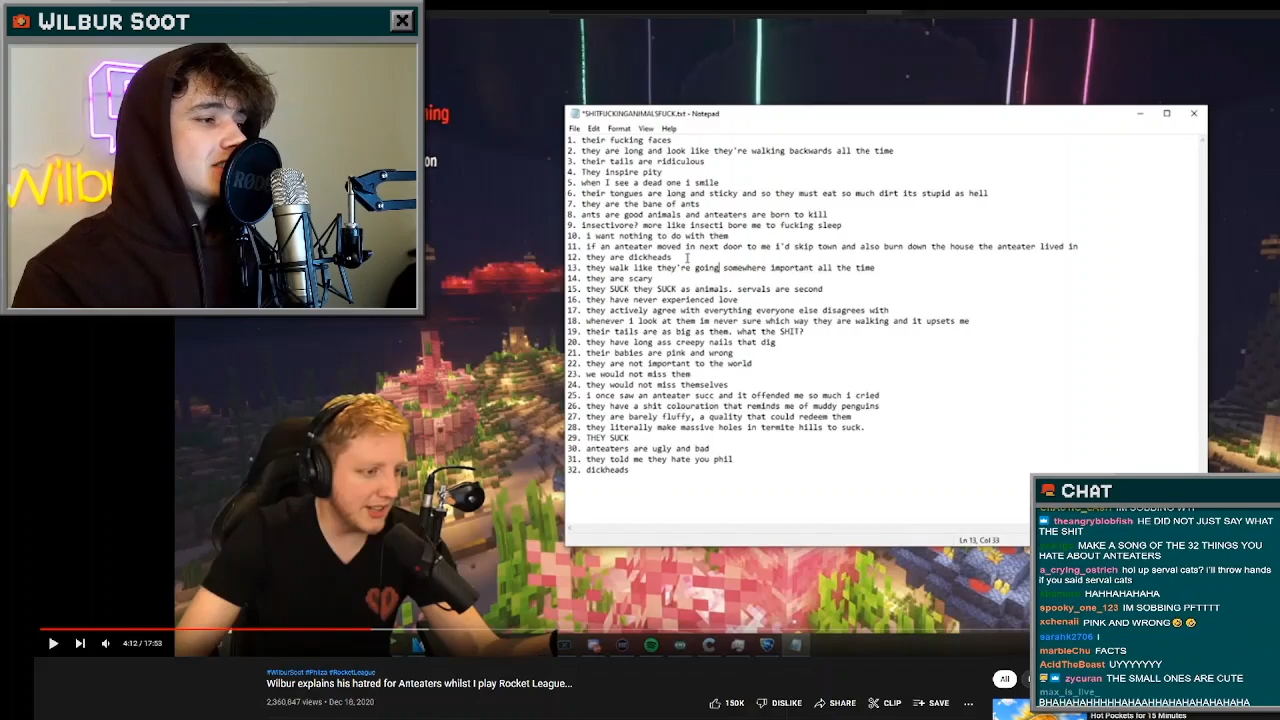 WILBUR SOOT
*SHITFUCKINGANIMALSFUCK.txt - Notepad
File Edit Format View Help
1. their fucking faces
2. they are long and look like they're walking backwards all the time
3. their tails are ridiculous
4. They inspire pity
5. when I see a dead one i smile
6. their tongues are long and sticky and so they must eat so much dirt its stupid as hell
7. they are the bane of ants
8. ants are good animals and anteaters are born to kill
9. insectivore? more like insecti bore me to fucking sleep
10. i want nothing to do with them
11. if an anteater moved in next door to me i'd skip town and also burn down the house the anteater lived in
12. they are dickheads
13. they walk like they're going somewhere important all the time
14. they are scary
15. they SUCK they SUCK as animals. servals are second
16. they have never experienced love
17. they actively agree with everything everyone else disagrees with
18. whenever i look at them im never sure which way they are walking and it upsets me
19. their tails are as big as them. what the SHIT?
20. they have long ass creepy nails that dig
21. their babies are pink and wrong
22. they are not important to the world
23. we would not miss them
24. they would not miss themselves
25. i once saw an anteater succ and it offended me so much i cried
26. they have a shit colouration that reminds me of muddy penguins
27. they are barely fluffy, a quality that could redeem them
28. they literally make massive holes in termite hills to suck.
29. THEY SUCK
30. anteaters are ugly and bad
31. they told me they hate you phil
32. dickheads
Ln 13, Col 33
ning
on
Wilbu
RØDE
CHAT
theangryblobfish HE DID NOT JUST SAY WHAT
THE SHIT
MAKE A SONG OF THE 32 THINGS YOU
HATE ABOUT ANTEATERS
a_crying_ostrich hol up serval cats? i'll throw hands
if you said serval cats
HAHHAHAHAHA
spooky_one_123 IM SOBBING PFTTTT
xchenaii PINK AND WRONG
sarahk2706 I
marbleChu FACTS
AcidTheBeast UYYYYYYY
zycuran THE SMALL ONES ARE CUTE
max_is_live_
4:12 / 17:53
#WilburSoot #Philza #RocketLeague
Wilbur explains his hatred for Anteaters whilst I play Rocket League...
2,360,847 views • Dec 18, 2020
150K DISLIKE SHARE CLIP SAVE ...
All
Hot Pockets for 15 Minutes